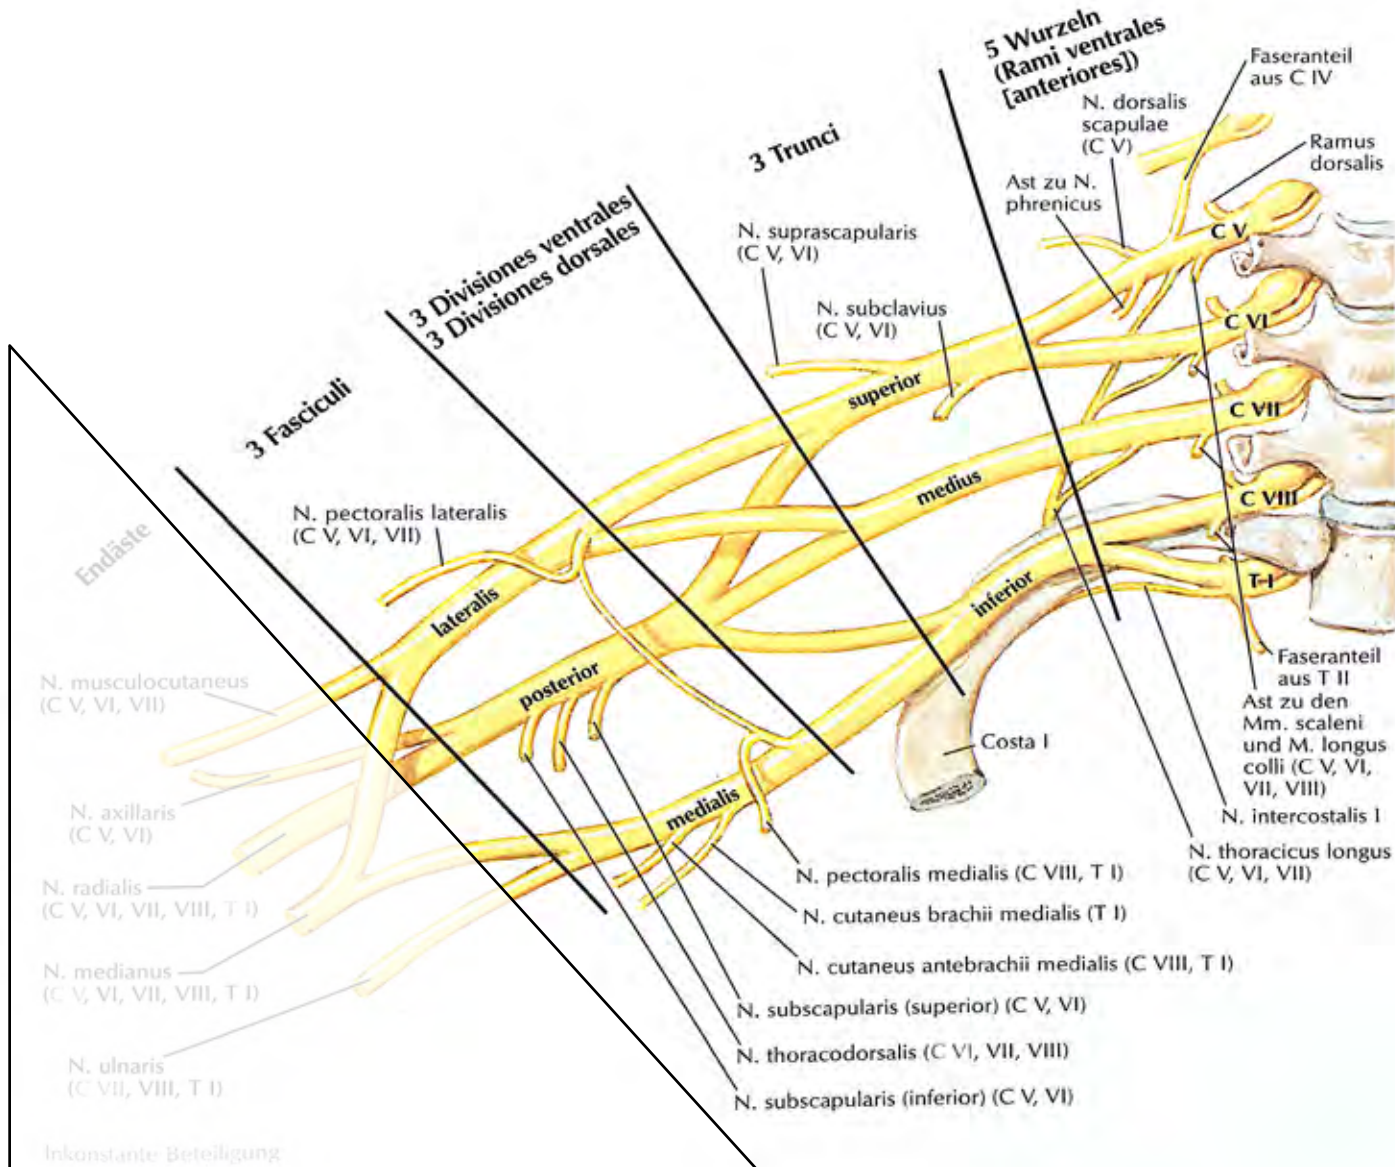 5 Wurzeln
(Rami ventrales
[anteriores])
Faseranteil
aus C IV
N. dorsalis
scapulae
(C V)
Ramus
dorsalis
3 Trunci
Ast zu N.
phrenicus
3 Divisiones ventrales
3 Divisiones dorsales
N. suprascapularis
(C V, VI)
C V
N. subclavius
(C V, VI)
C VI
3 Fasciculi
superior
C VII
medius
C VIII
N. pectoralis lateralis
(C V, VI, VII)
Endäste
inferior
T I
lateralis
N. musculocutaneus
(C V, VI, VII)
posterior
Faseranteil
aus T II
Ast zu den
Mm. scaleni
und M. longus
colli (C V, VI,
VII, VIII)
Costa I
N. axillaris
(C V, VI)
medialis
N. intercostalis I
N. thoracicus longus
(C V, VI, VII)
N. radialis
(C V, VI, VII, VIII, T I)
N. pectoralis medialis (C VIII, T I)
N. cutaneus brachii medialis (T I)
N. medianus
(C V, VI, VII, VIII, T I)
N. cutaneus antebrachii medialis (C VIII, T I)
N. subscapularis (superior) (C V, VI)
N. ulnaris
(C VII, VIII, T I)
N. thoracodorsalis (C VI, VII, VIII)
N. subscapularis (inferior) (C V, VI)
Inkonstante Beteiligung